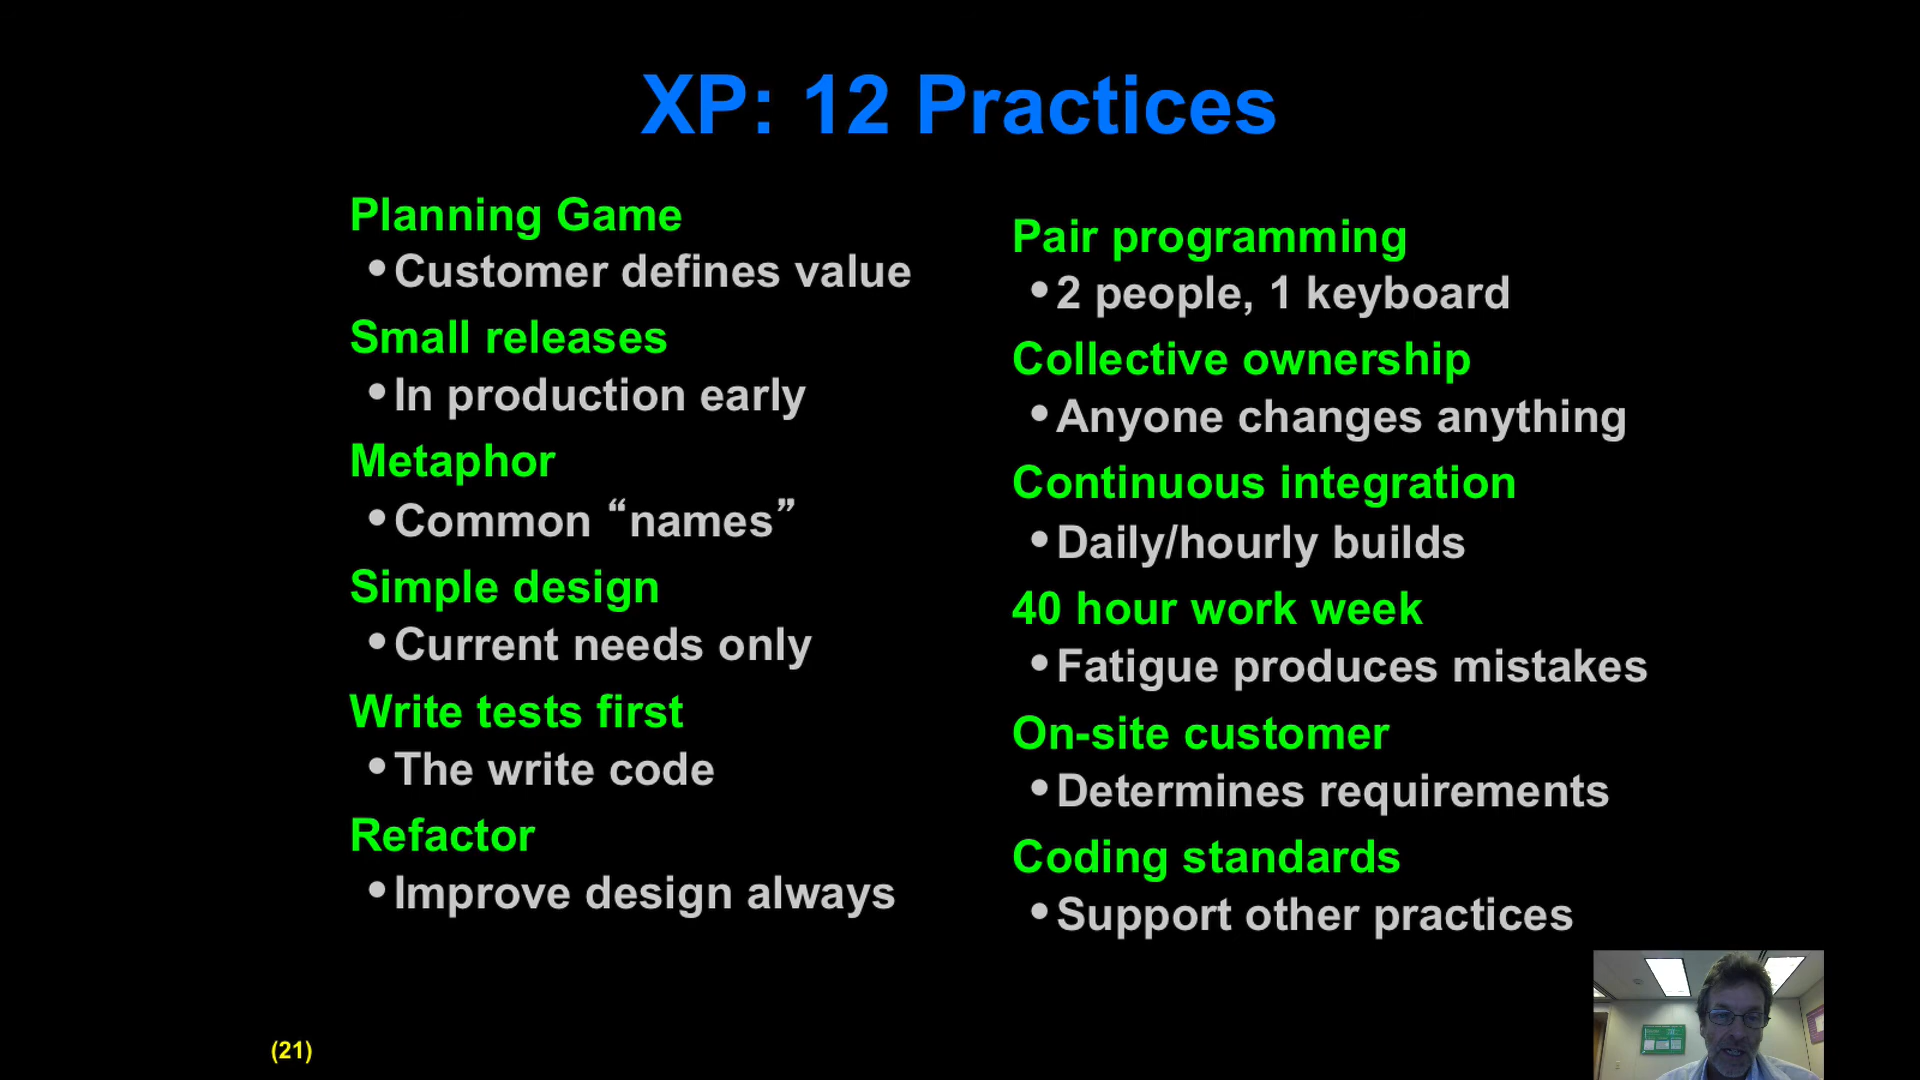 XP: 12 Practices
Planning Game
•Customer defines value
Small releases
•In production early
Metaphor
•Common “names”
Simple design
•Current needs only
Write tests first
•The write code
Refactor
•Improve design always
Pair programming
•2 people, 1 keyboard
Collective ownership
•Anyone changes anything
Continuous integration
•Daily/hourly builds
40 hour work week
•Fatigue produces mistakes
On-site customer
•Determines requirements
Coding standards
•Support other practices
(21)